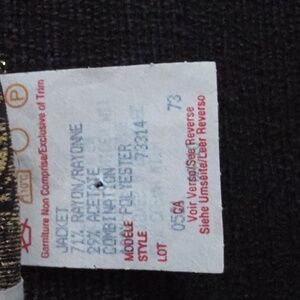 P
Garniture Non Comprise/Exclusive of Trim
JACKET
71% RAYON/RAYONNE
29% ACETATE
COMBINATION
POLYESTER
MODELE
STYLE 73314
LOT 73
05CA
Voir Verso/See Reverse
Siehe Umseite/Leer Reverso